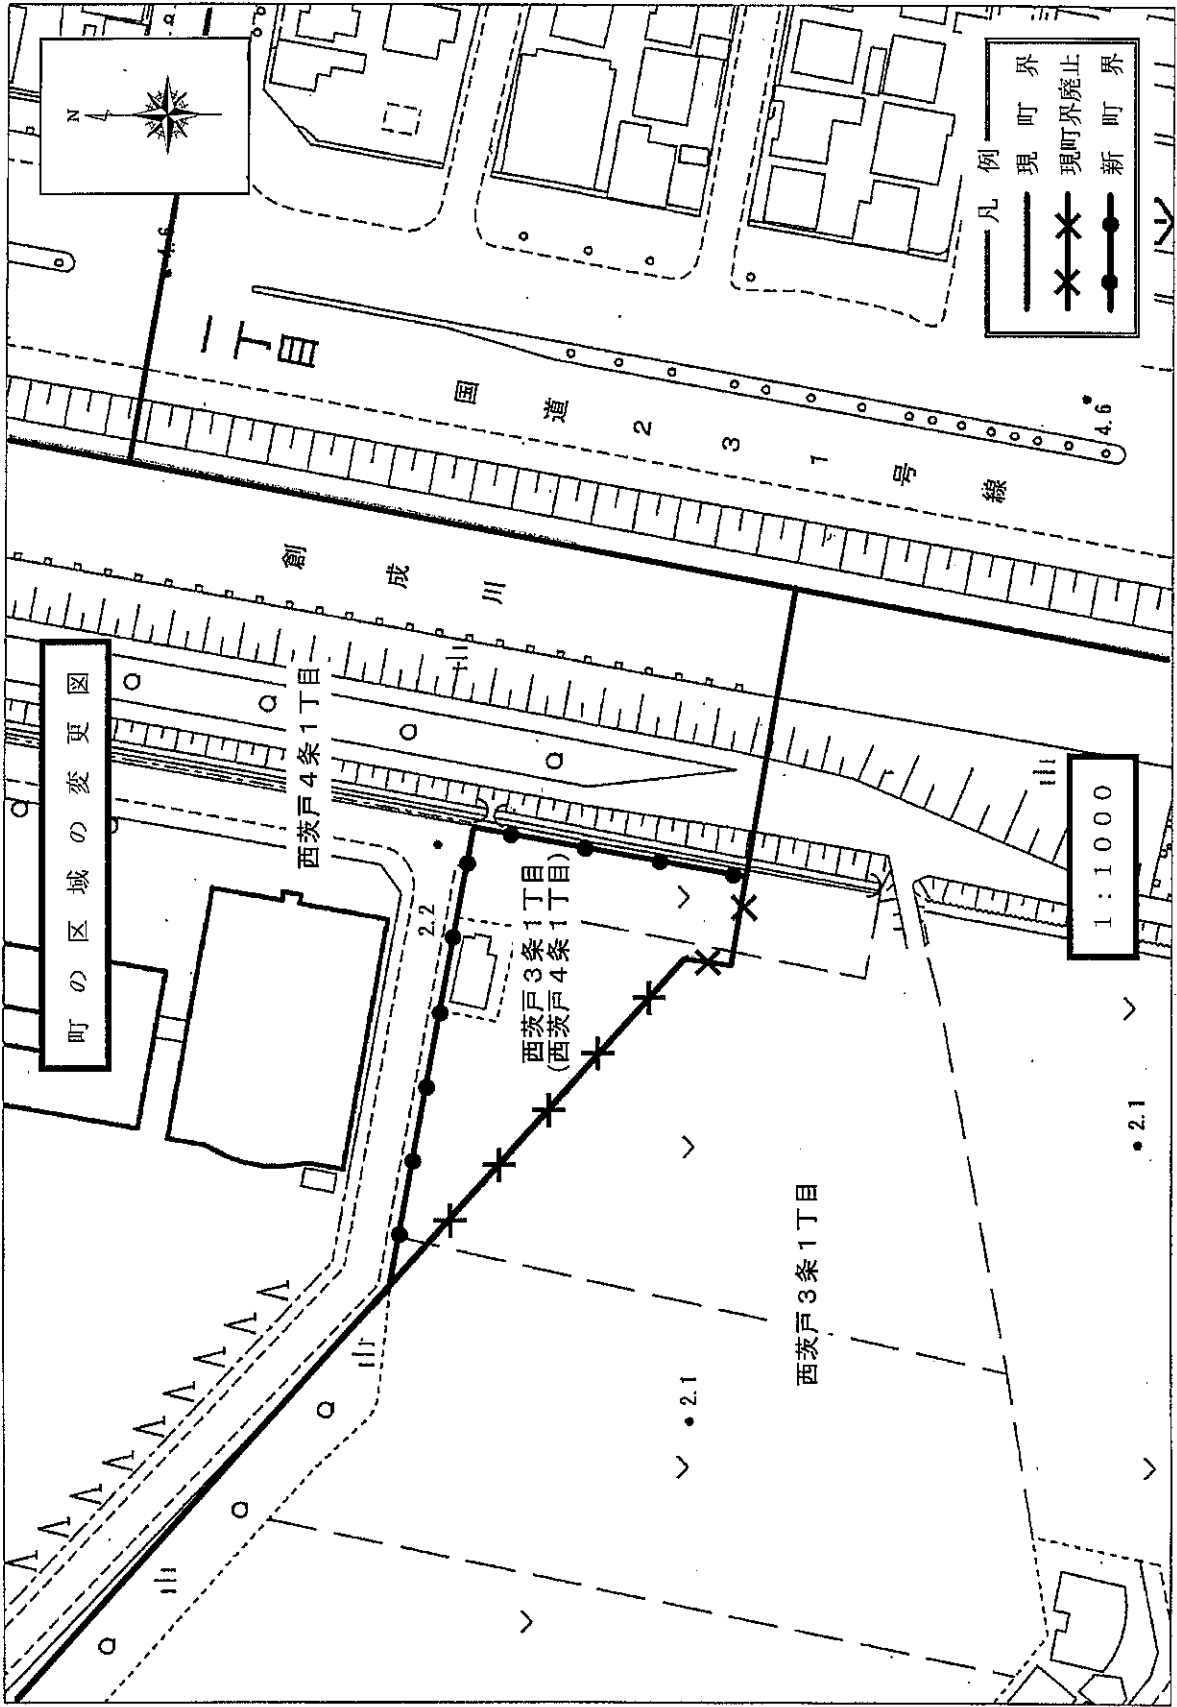 町の区域の変更図
N
凡例
現町界
現町界廃止
新町界
一丁目
国道231号線
創成川
西茨戸4条1丁目
西茨戸3条1丁目
(西茨戸4条1丁目)
西茨戸3条1丁目
2.2
2.1
2.1
4.6
1:1000